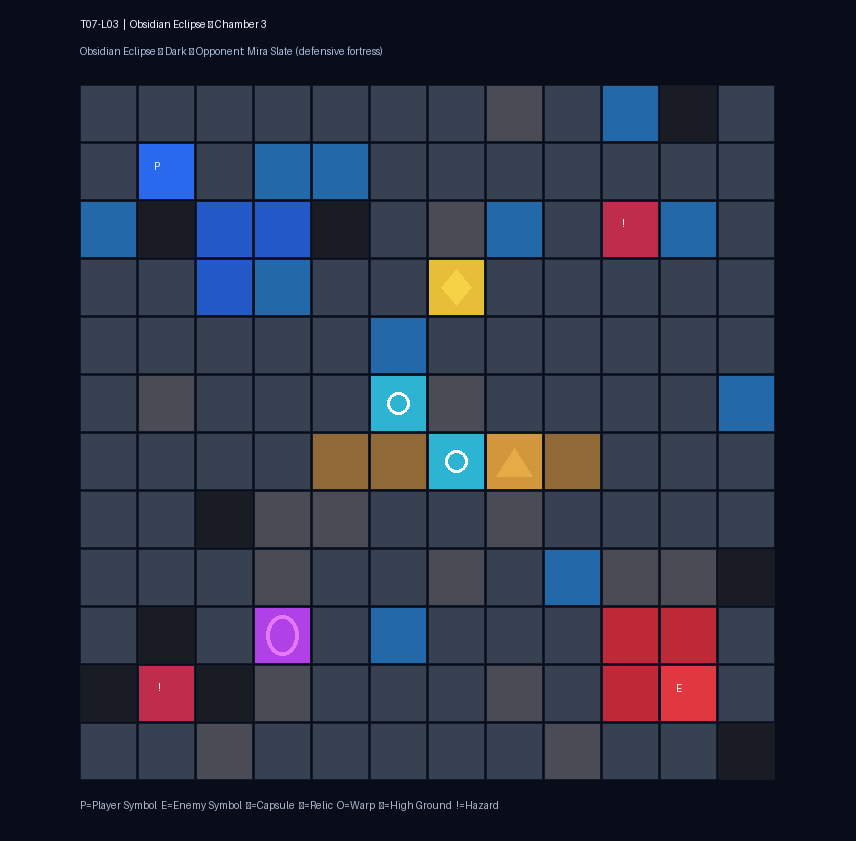 T07-L03 | Obsidian Eclipse � Chamber 3
Obsidian Eclipse � Dark � Opponent: Mira Slate (defensive fortress)
P
!
E
!
P=Player Symbol E=Enemy Symbol �=Capsule �=Relic O=Warp �=High Ground !=Hazard